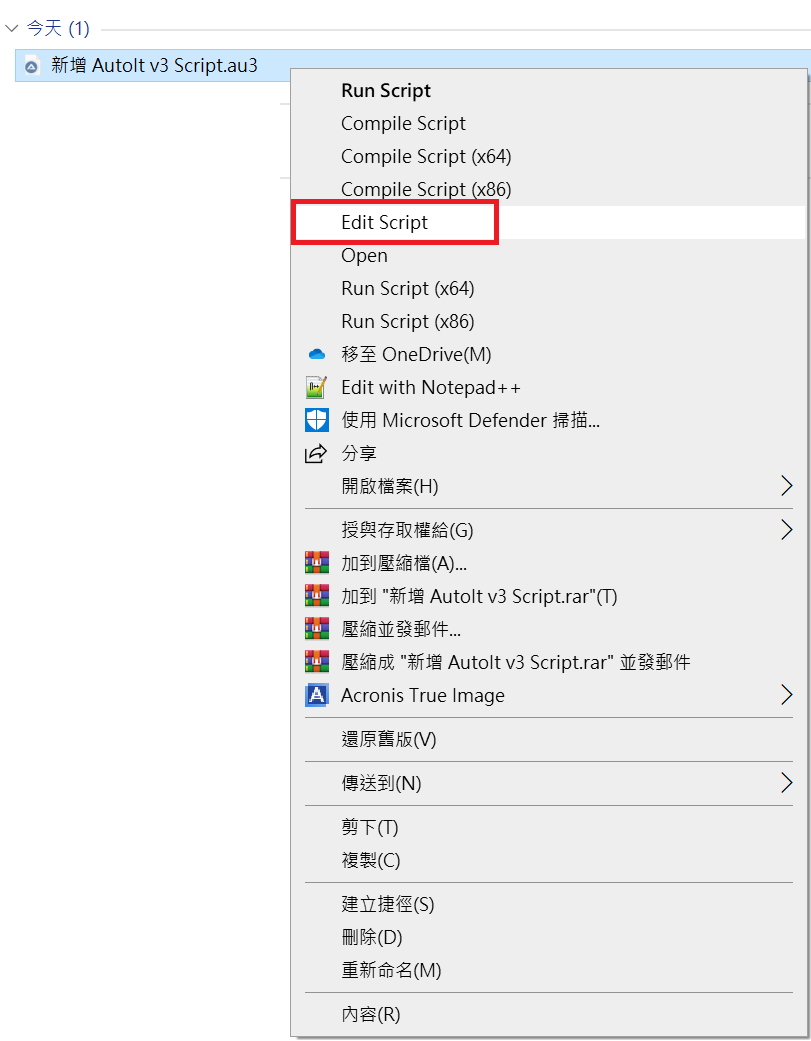 今天 (1)
新增 AutoIt v3 Script.au3
Run Script
Compile Script
Compile Script (x64)
Compile Script (x86)
Edit Script
Open
Run Script (x64)
Run Script (x86)
移至 OneDrive(M)
Edit with Notepad++
使用 Microsoft Defender 掃描...
分享
開啟檔案(H)
授與存取權給(G)
加到壓縮檔(A)...
加到 "新增 AutoIt v3 Script.rar"(T)
壓縮並發郵件...
壓縮成 "新增 AutoIt v3 Script.rar" 並發郵件
Acronis True Image
還原舊版(V)
傳送到(N)
剪下(T)
複製(C)
建立捷徑(S)
刪除(D)
重新命名(M)
內容(R)